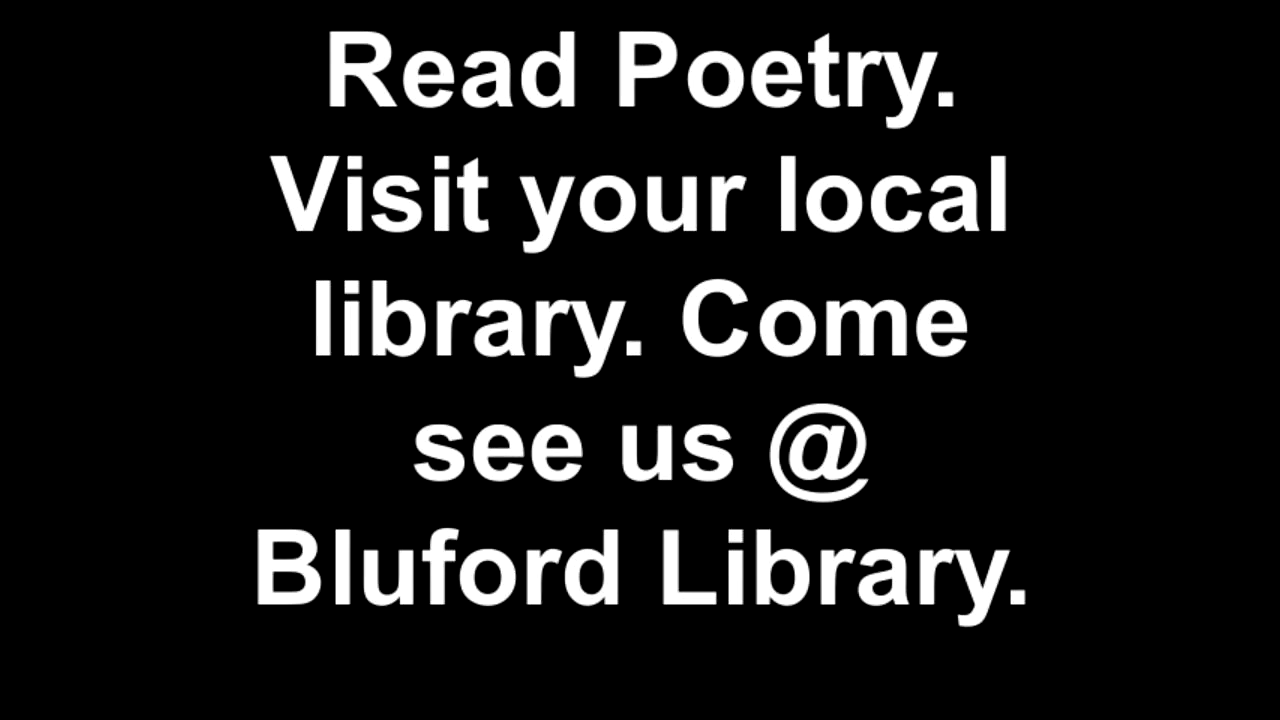 Read Poetry.
Visit your local
library. Come
see us @
Bluford Library.